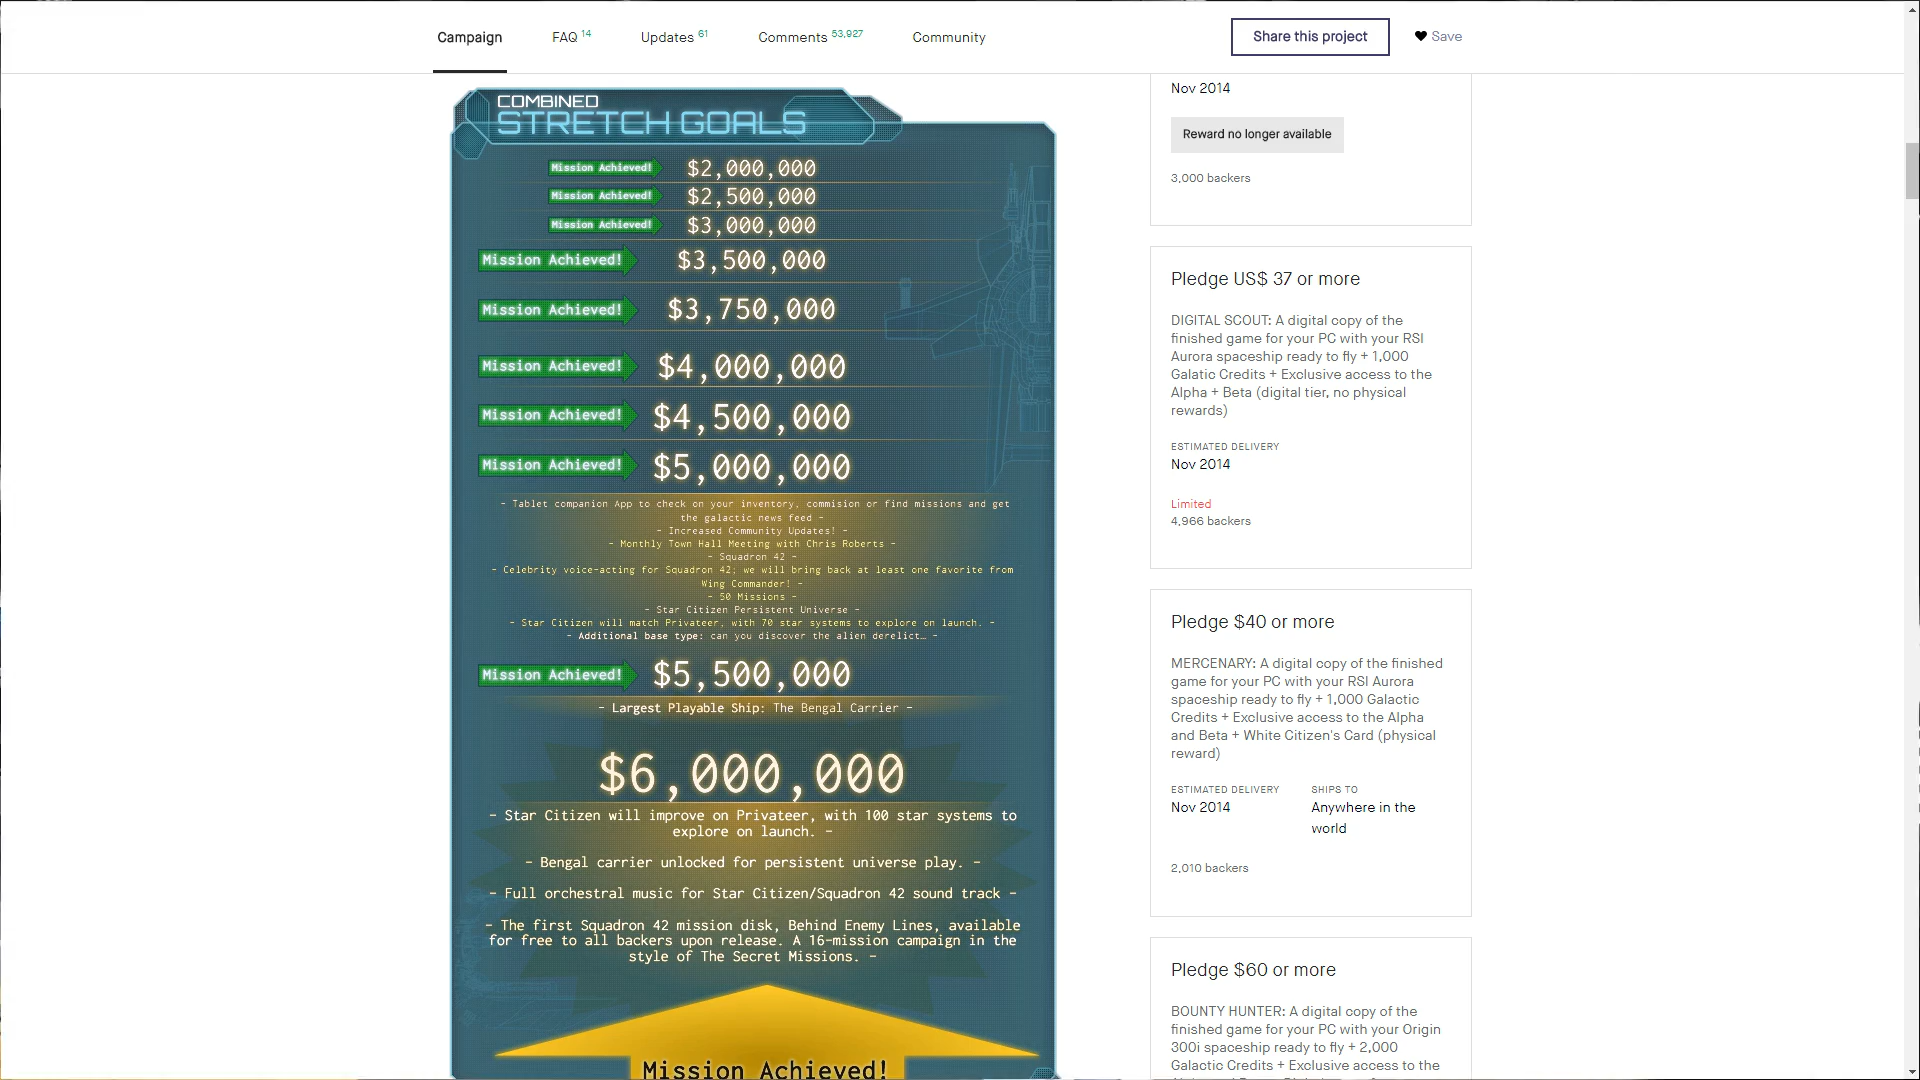 Campaign
FAQ 14
Updates 61
Comments 53,927
Community
Share this project
Save
COMBINED
STRETCH GOALS
Mission Achieved! $2,000,000
Mission Achieved! $2,500,000
Mission Achieved! $3,000,000
Mission Achieved! $3,500,000
Mission Achieved! $3,750,000
Mission Achieved! $4,000,000
Mission Achieved! $4,500,000
Mission Achieved! $5,000,000
- Tablet companion App to check on your inventory, commision or find missions and get
the galactic news feed -
- Increased Community Updates! -
- Monthly Town Hall Meeting with Chris Roberts -
- Squadron 42 -
- Celebrity voice-acting for Squadron 42; we will bring back at least one favorite from
Wing Commander! -
- 50 Missions -
- Star Citizen Persistent Universe -
- Star Citizen will match Privateer, with 70 star systems to explore on launch. -
- Additional base type: can you discover the alien derelict… -
Mission Achieved! $5,500,000
- Largest Playable Ship: The Bengal Carrier -
$6,000,000
- Star Citizen will improve on Privateer, with 100 star systems to
explore on launch. -
- Bengal carrier unlocked for persistent universe play. -
- Full orchestral music for Star Citizen/Squadron 42 sound track -
- The first Squadron 42 mission disk, Behind Enemy Lines, available
for free to all backers upon release. A 16-mission campaign in the
style of The Secret Missions. -
Mission Achieved!
Nov 2014
Reward no longer available
3,000 backers
Pledge US$ 37 or more
DIGITAL SCOUT: A digital copy of the
finished game for your PC with your RSI
Aurora spaceship ready to fly + 1,000
Galatic Credits + Exclusive access to the
Alpha + Beta (digital tier, no physical
rewards)
ESTIMATED DELIVERY
Nov 2014
Limited
4,966 backers
Pledge $40 or more
MERCENARY: A digital copy of the finished
game for your PC with your RSI Aurora
spaceship ready to fly + 1,000 Galactic
Credits + Exclusive access to the Alpha
and Beta + White Citizen's Card (physical
reward)
ESTIMATED DELIVERY
Nov 2014
SHIPS TO
Anywhere in the
world
2,010 backers
Pledge $60 or more
BOUNTY HUNTER: A digital copy of the
finished game for your PC with your Origin
300i spaceship ready to fly + 2,000
Galactic Credits + Exclusive access to the